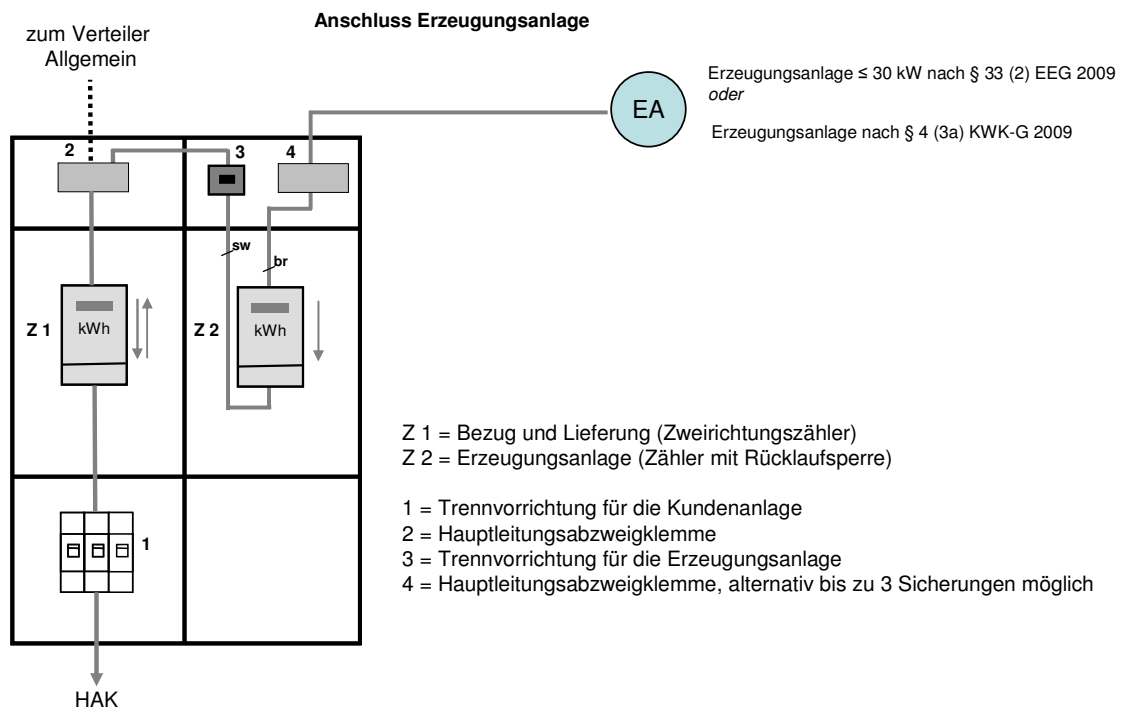 Anschluss Erzeugungsanlage
zum Verteiler
Allgemein
EA
Erzeugungsanlage ≤ 30 kW nach § 33 (2) EEG 2009
oder
Erzeugungsanlage nach § 4 (3a) KWK-G 2009
2
3
4
sw
br
Z 1
kWh
Z 2
kWh
Z 1 = Bezug und Lieferung (Zweirichtungszähler)
Z 2 = Erzeugungsanlage (Zähler mit Rücklaufsperre)
1 = Trennvorrichtung für die Kundenanlage
2 = Hauptleitungsabzweigklemme
3 = Trennvorrichtung für die Erzeugungsanlage
4 = Hauptleitungsabzweigklemme, alternativ bis zu 3 Sicherungen möglich
1
HAK